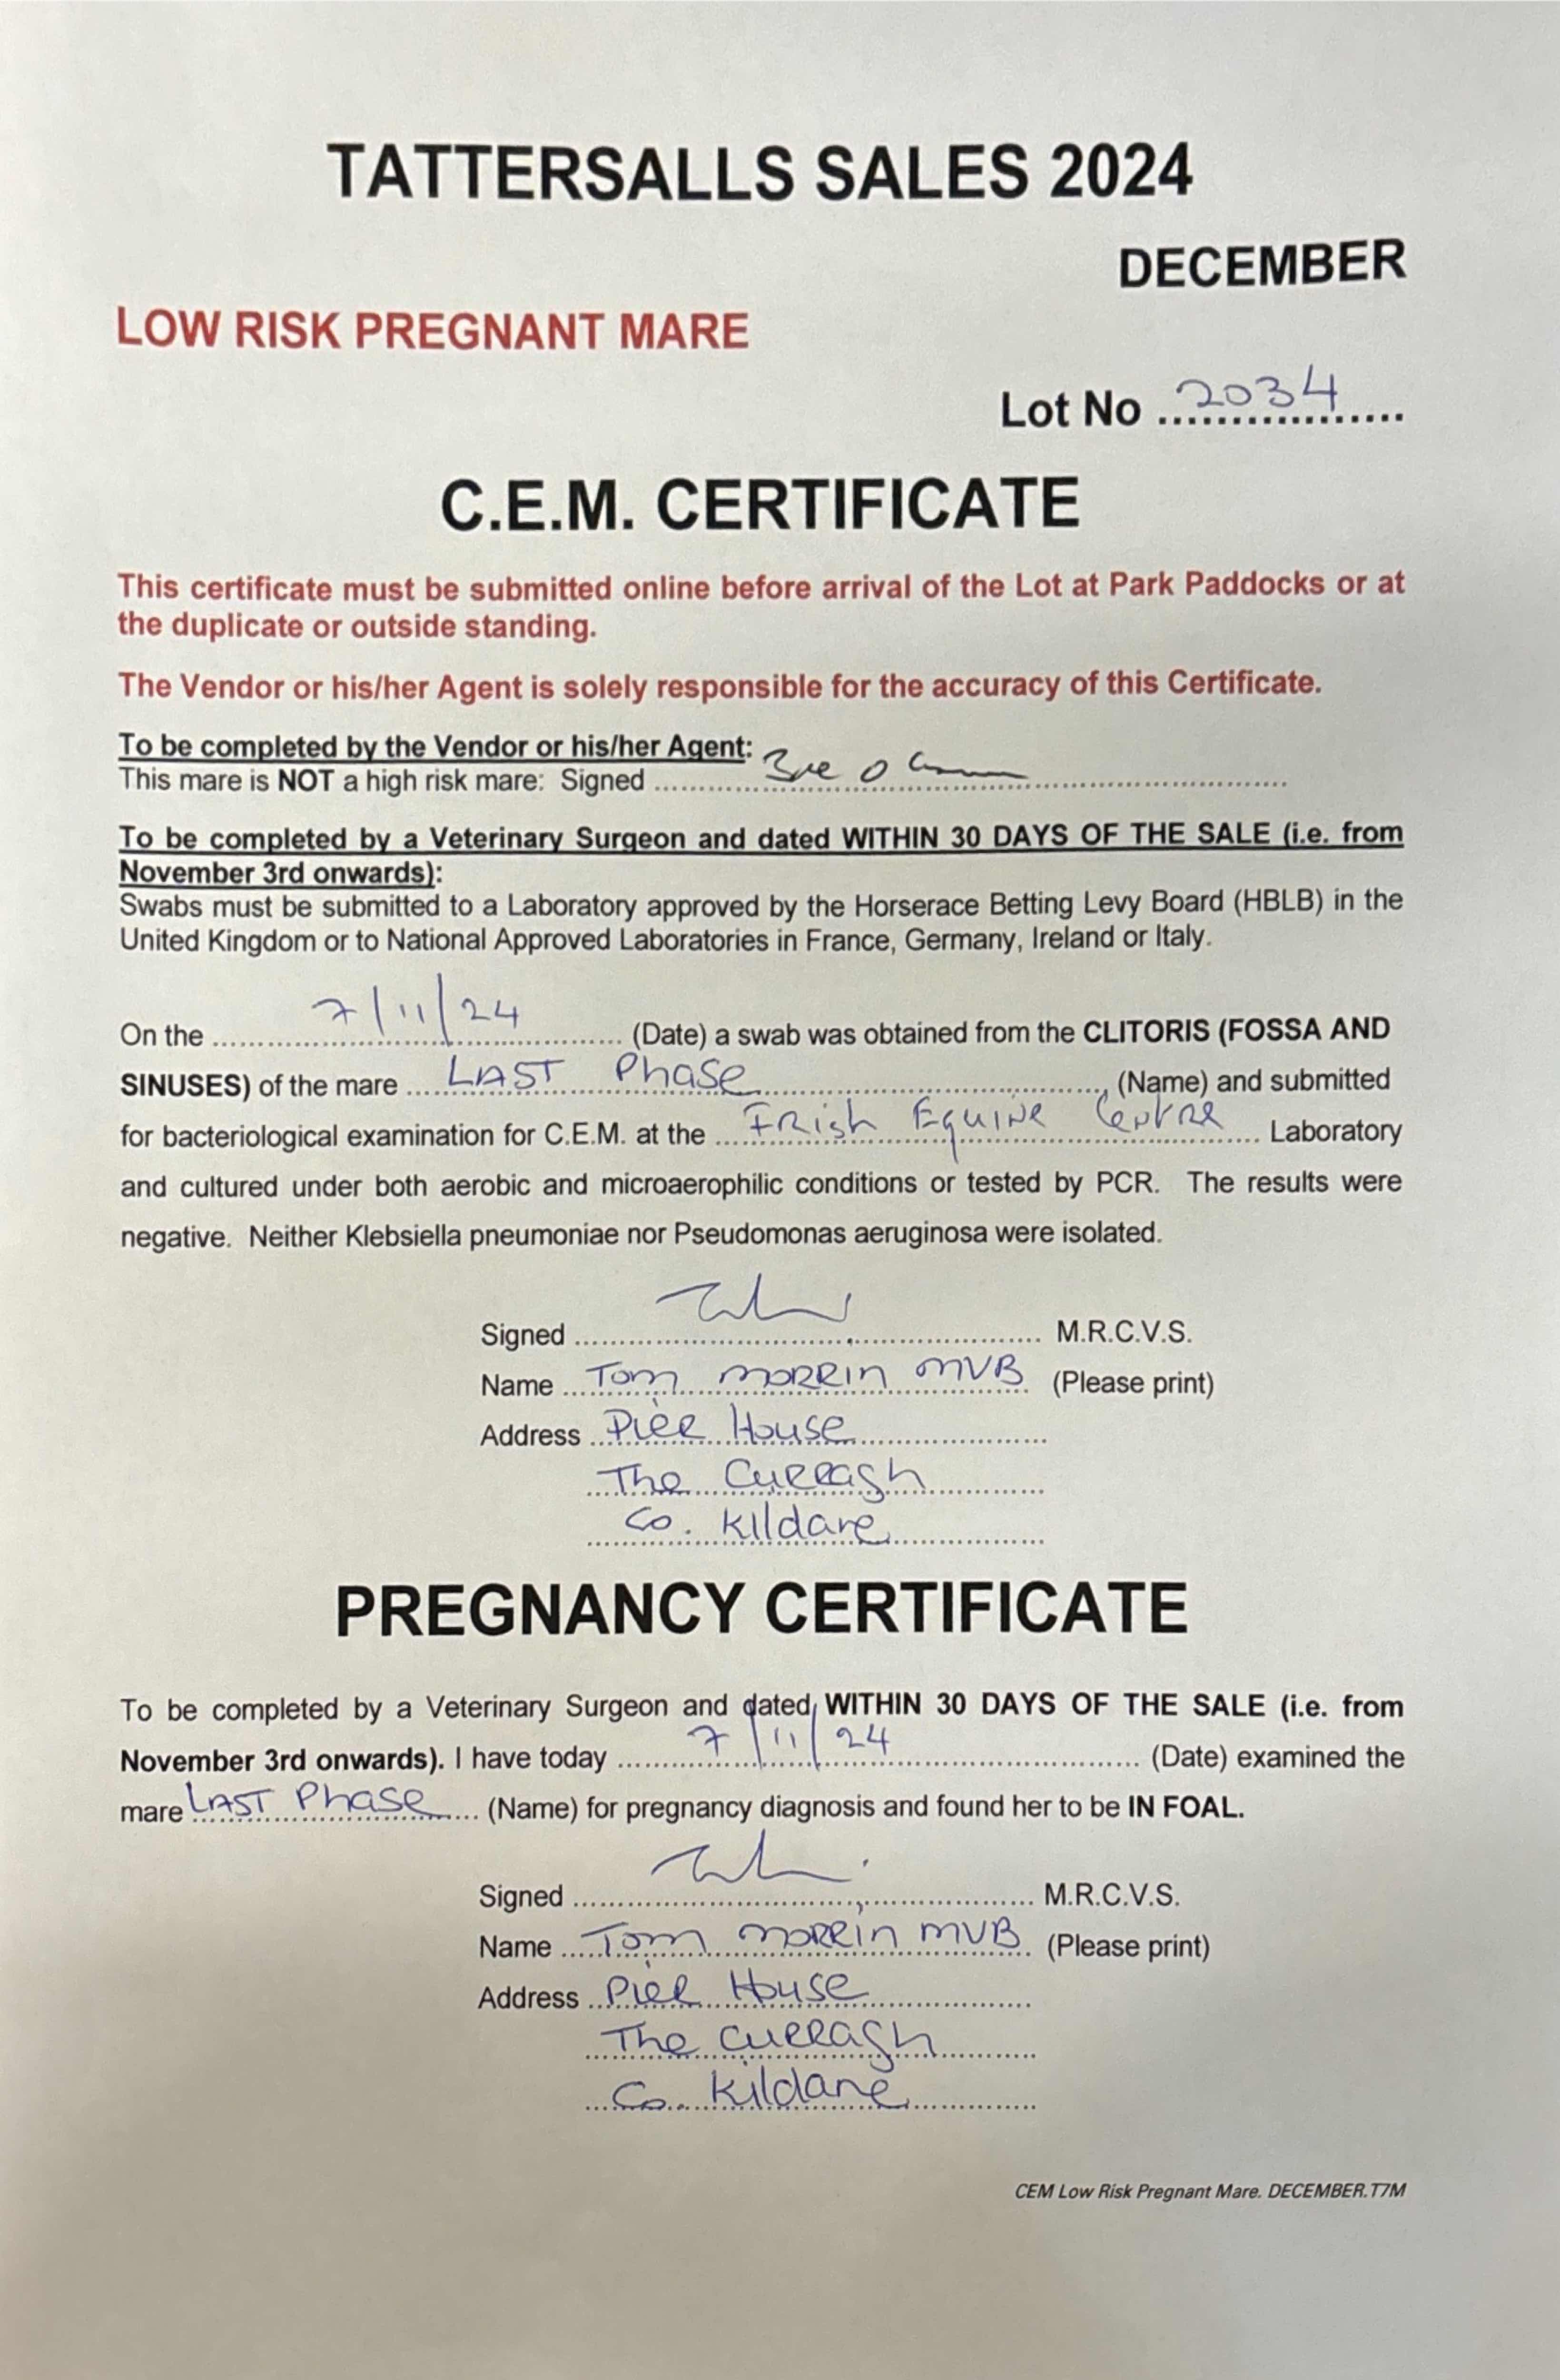 TATTERSALLS SALES 2024
DECEMBER
LOW RISK PREGNANT MARE
Lot No 2034
C.E.M. CERTIFICATE
This certificate must be submitted online before arrival of the Lot at Park Paddocks or at
the duplicate or outside standing.
The Vendor or his/her Agent is solely responsible for the accuracy of this Certificate.
To be completed by the Vendor or his/her Agent:
This mare is NOT a high risk mare: Signed
To be completed by a Veterinary Surgeon and dated WITHIN 30 DAYS OF THE SALE (i.e. from
November 3rd onwards):
Swabs must be submitted to a Laboratory approved by the Horserace Betting Levy Board (HBLB) in the
United Kingdom or to National Approved Laboratories in France, Germany, Ireland or Italy.
On the 7/11/24 (Date) a swab was obtained from the CLITORIS (FOSSA AND
SINUSES) of the mare LAST Phase, (Name) and submitted
for bacteriological examination for C.E.M. at the IRish Equine Centre Laboratory
and cultured under both aerobic and microaerophilic conditions or tested by PCR. The results were
negative. Neither Klebsiella pneumoniae nor Pseudomonas aeruginosa were isolated.
Signed M.R.C.V.S.
Name Tom MORRIN MVB (Please print)
Address Pier House
The Curragh
Co. Kildare
PREGNANCY CERTIFICATE
To be completed by a Veterinary Surgeon and dated WITHIN 30 DAYS OF THE SALE (i.e. from
November 3rd onwards). I have today 7/11/24 (Date) examined the
mare LAST Phase (Name) for pregnancy diagnosis and found her to be IN FOAL.
Signed M.R.C.V.S.
Name Tom MORRIN MVB (Please print)
Address Pier House
The Curragh
Co. Kildare
CEM Low Risk Pregnant Mare. DECEMBER.T7M